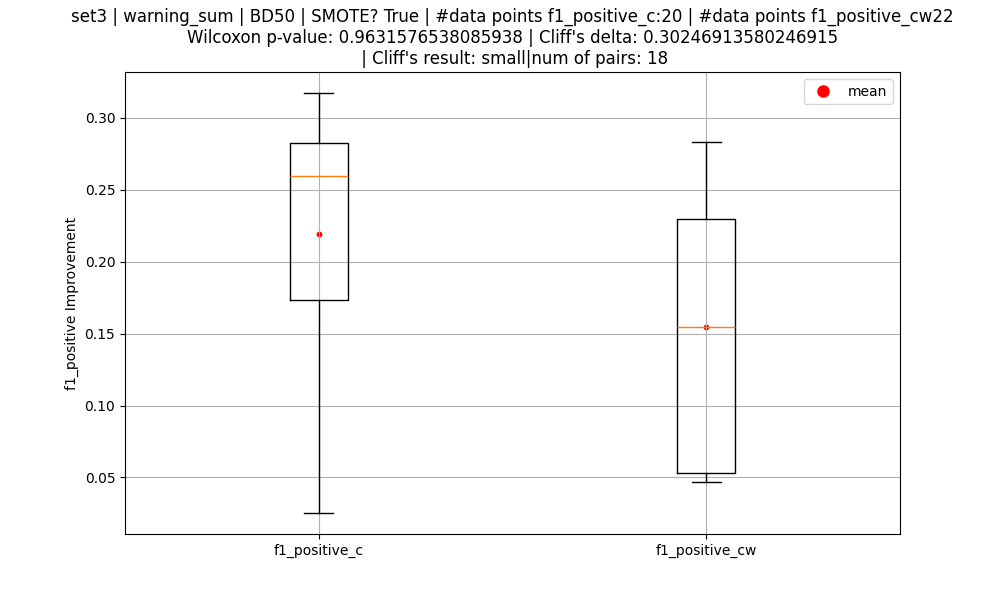 set3 | warning_sum | BD50 | SMOTE? True | #data points f1_positive_c:20 | #data points f1_positive_cw22
Wilcoxon p-value: 0.9631576538085938 | Cliff's delta: 0.30246913580246915
| Cliff's result: small|num of pairs: 18
mean
0.30
0.25
0.20
0.15
0.10
0.05
f1_positive Improvement
f1_positive_c
f1_positive_cw